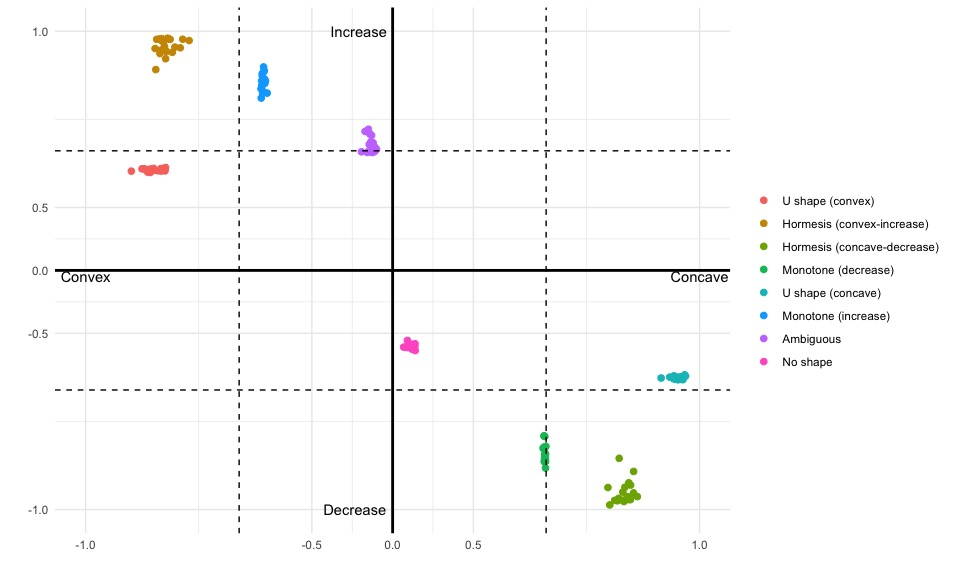 1.0
Increase
0.5
0.0
Convex
Concave
-0.5
-1.0
Decrease
-1.0
-0.5
0.0
0.5
1.0
U shape (convex)
Hormesis (convex-increase)
Hormesis (concave-decrease)
Monotone (decrease)
U shape (concave)
Monotone (increase)
Ambiguous
No shape